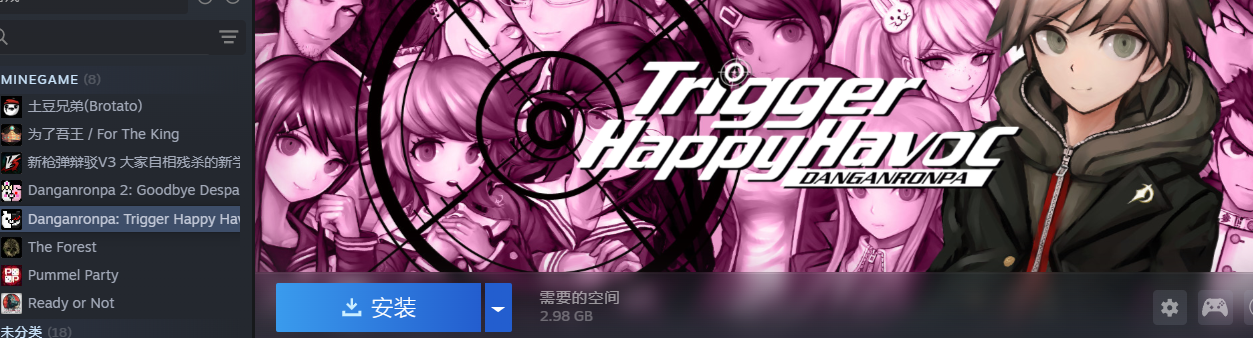 MINEGAME (8)
土豆兄弟(Brotato)
为了吾王 / For The King
新枪弹辩驳V3 大家自相残杀的新学
Danganronpa 2: Goodbye Despa
Danganronpa: Trigger Happy Hav
The Forest
Pummel Party
Ready or Not
未分类 (18)
Trigger
HappyHavoc
DANGANRONPA
安装
需要的空间
2.98 GB